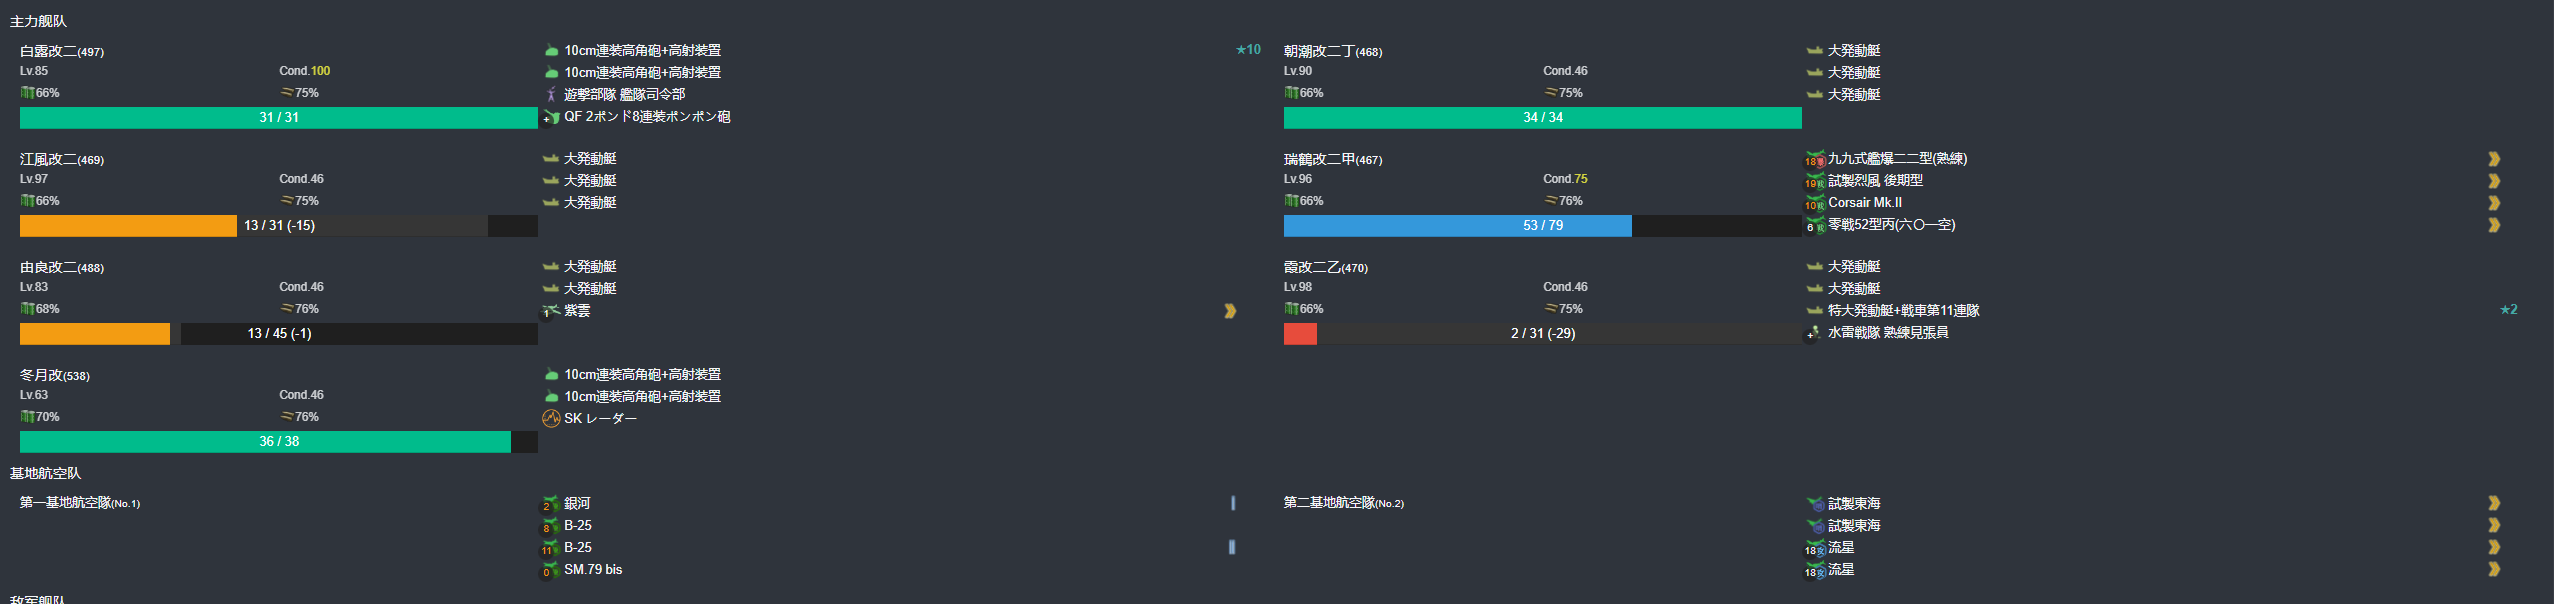 主力舰队
白露改二(497)
Lv.85 Cond.100
66% 75%
31 / 31
10cm連装高角砲+高射装置 ★10
10cm連装高角砲+高射装置
遊撃部隊 艦隊司令部
+ QF 2ポンド8連装ポンポン砲
朝潮改二丁(468)
Lv.90 Cond.46
66% 75%
34 / 34
大発動艇
大発動艇
大発動艇
江風改二(469)
Lv.97 Cond.46
66% 75%
13 / 31 (-15)
大発動艇
大発動艇
大発動艇
瑞鶴改二甲(467)
Lv.96 Cond.75
66% 76%
53 / 79
18 九九式艦爆二二型(熟練)
19 試製烈風 後期型
10 Corsair Mk.II
6 零戦52型丙(六〇一空)
由良改二(488)
Lv.83 Cond.46
68% 76%
13 / 45 (-1)
大発動艇
大発動艇
1 紫雲
霞改二乙(470)
Lv.98 Cond.46
66% 75%
2 / 31 (-29)
大発動艇
大発動艇
特大発動艇+戦車第11連隊 ★2
+ 水雷戦隊 熟練見張員
冬月改(538)
Lv.63 Cond.46
70% 76%
36 / 38
10cm連装高角砲+高射装置
10cm連装高角砲+高射装置
SK レーダー
基地航空队
第一基地航空隊(No.1)
2 銀河
8 B-25
11 B-25
0 SM.79 bis
第二基地航空隊(No.2)
試製東海
試製東海
18 流星
18 流星
敌军舰队